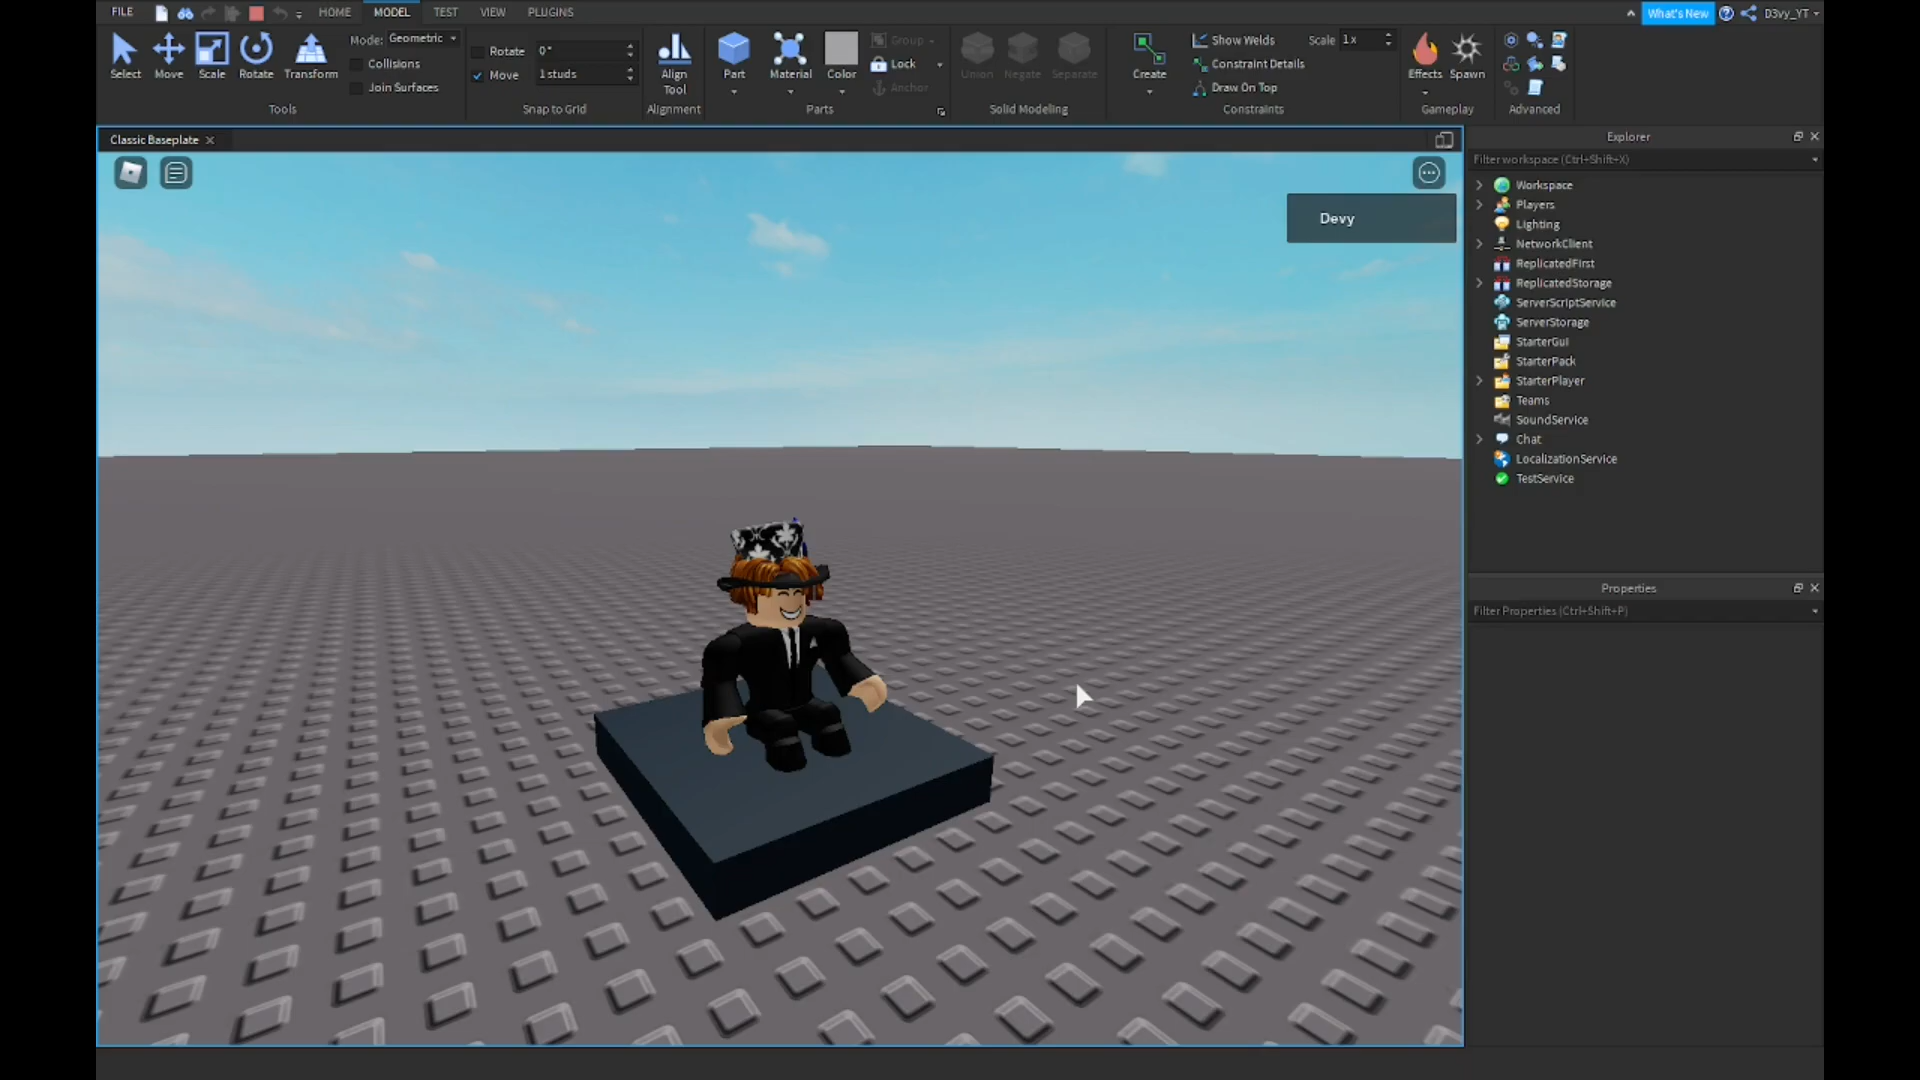 FILE HOME MODEL TEST VIEW PLUGINS What's New D3vy_YT
Select Move Scale Rotate Transform
Mode: Geometric
Collisions
Join Surfaces
Tools
Rotate 0°
Move 1 studs
Snap to Grid
Align Tool
Alignment
Part Material Color
Group
Lock
Anchor
Parts
Union Negate Separate
Solid Modeling
Create
Show Welds Scale 1x
Constraint Details
Draw On Top
Constraints
Effects Spawn
Gameplay
Advanced
Classic Baseplate
Devy
Explorer
Filter workspace (Ctrl+Shift+X)
Workspace
Players
Lighting
NetworkClient
ReplicatedFirst
ReplicatedStorage
ServerScriptService
ServerStorage
StarterGui
StarterPack
StarterPlayer
Teams
SoundService
Chat
LocalizationService
TestService
Properties
Filter Properties (Ctrl+Shift+P)